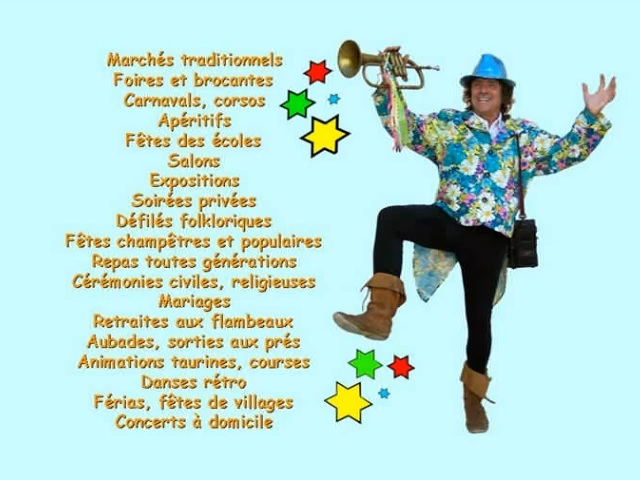 Marchés traditionnels
Foires et brocantes
Carnavals, corsos
Apéritifs
Fêtes des écoles
Salons
Expositions
Soirées privées
Défilés folkloriques
Fêtes champêtres et populaires
Repas toutes générations
Cérémonies civiles, religieuses
Mariages
Retraites aux flambeaux
Aubades, sorties aux prés
Animations taurines, courses
Danses rétro
Férias, fêtes de villages
Concerts à domicile